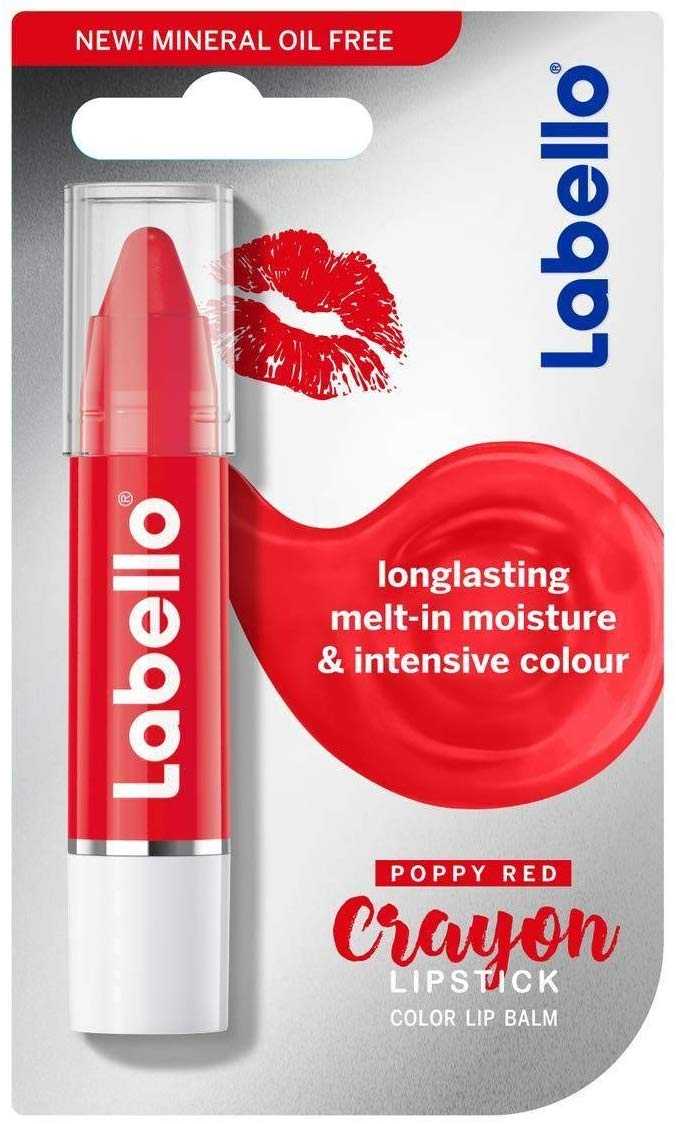 NEW! MINERAL OIL FREE
Labello®
Labello®
longlasting
melt-in moisture
& intensive colour
POPPY RED
Crayon
LIPSTICK
COLOR LIP BALM